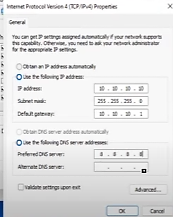 Internet Protocol Version 4 (TCP/IPv4) Properties
General
You can get IP settings assigned automatically if your network supports
this capability. Otherwise, you need to ask your network administrator
for the appropriate IP settings.
Obtain an IP address automatically
Use the following IP address:
IP address: 10 . 10 . 10 . 10
Subnet mask: 255 . 255 . 255 . 0
Default gateway: 10 . 10 . 10 . 1
Obtain DNS server address automatically
Use the following DNS server addresses:
Preferred DNS server: 8 . 8 . 8 . 8
Alternate DNS server: . . .
Validate settings upon exit
Advanced...
OK Cancel